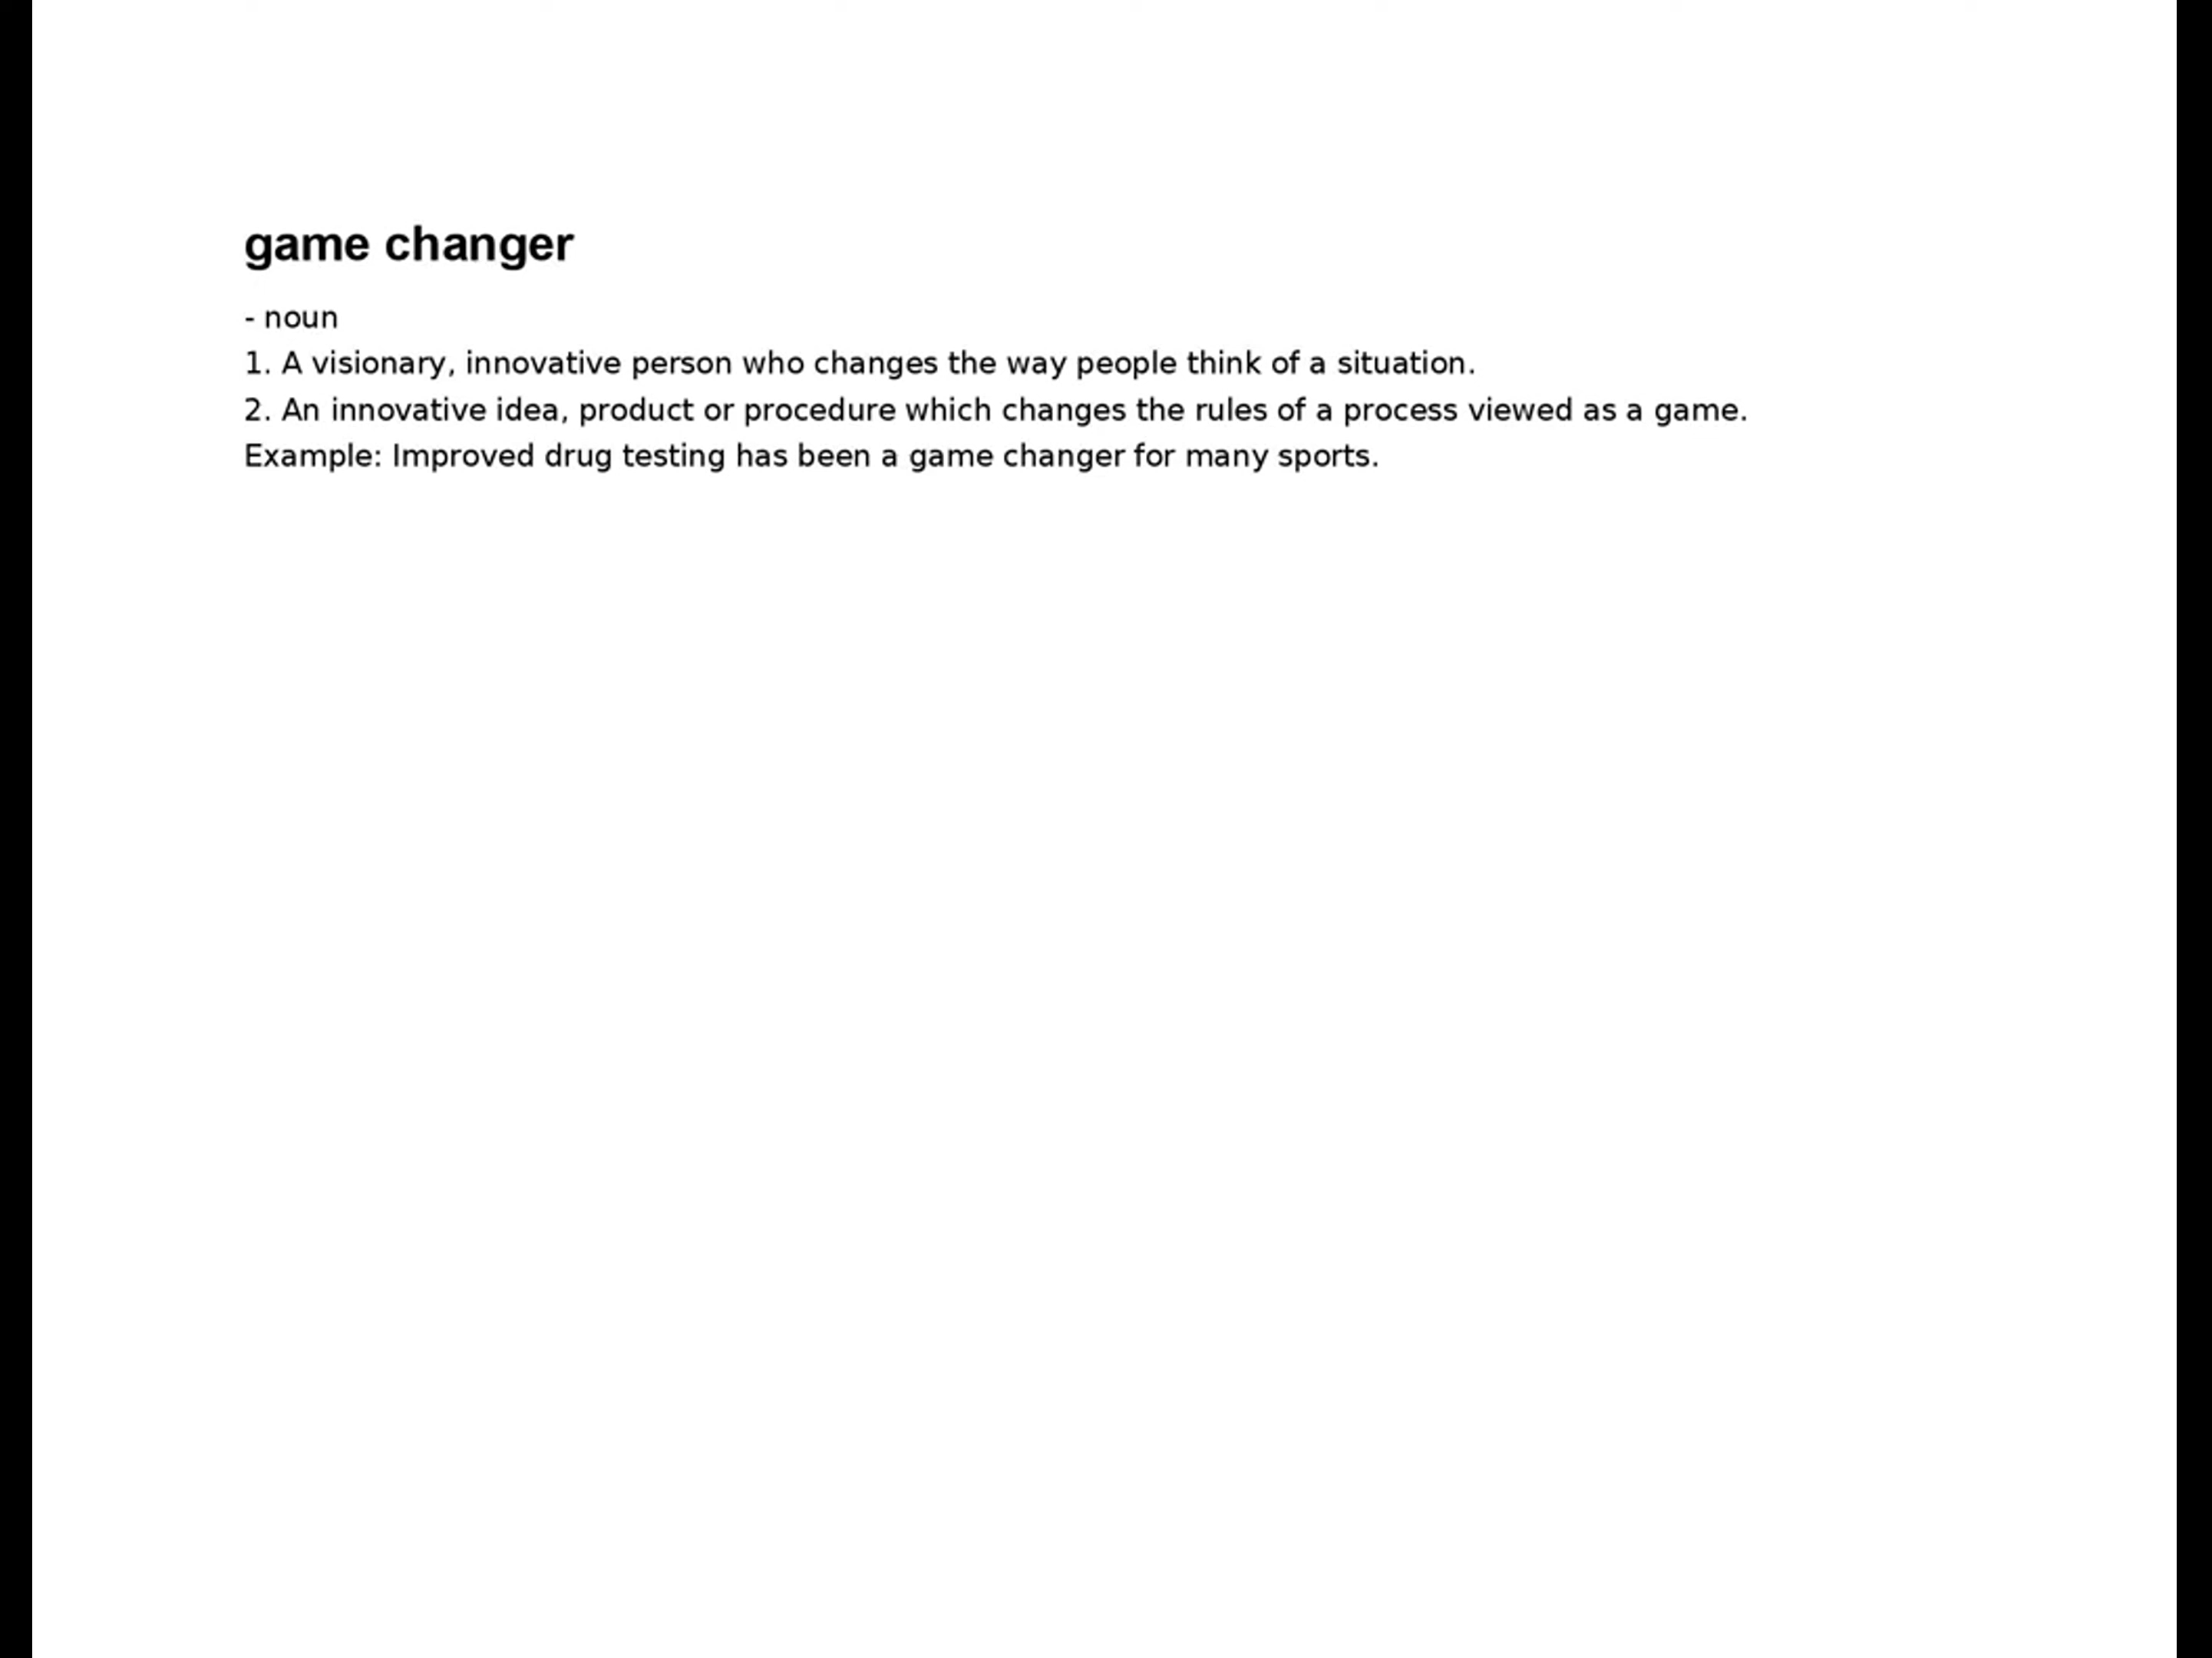 game changer
- noun
1. A visionary, innovative person who changes the way people think of a situation.
2. An innovative idea, product or procedure which changes the rules of a process viewed as a game.
Example: Improved drug testing has been a game changer for many sports.